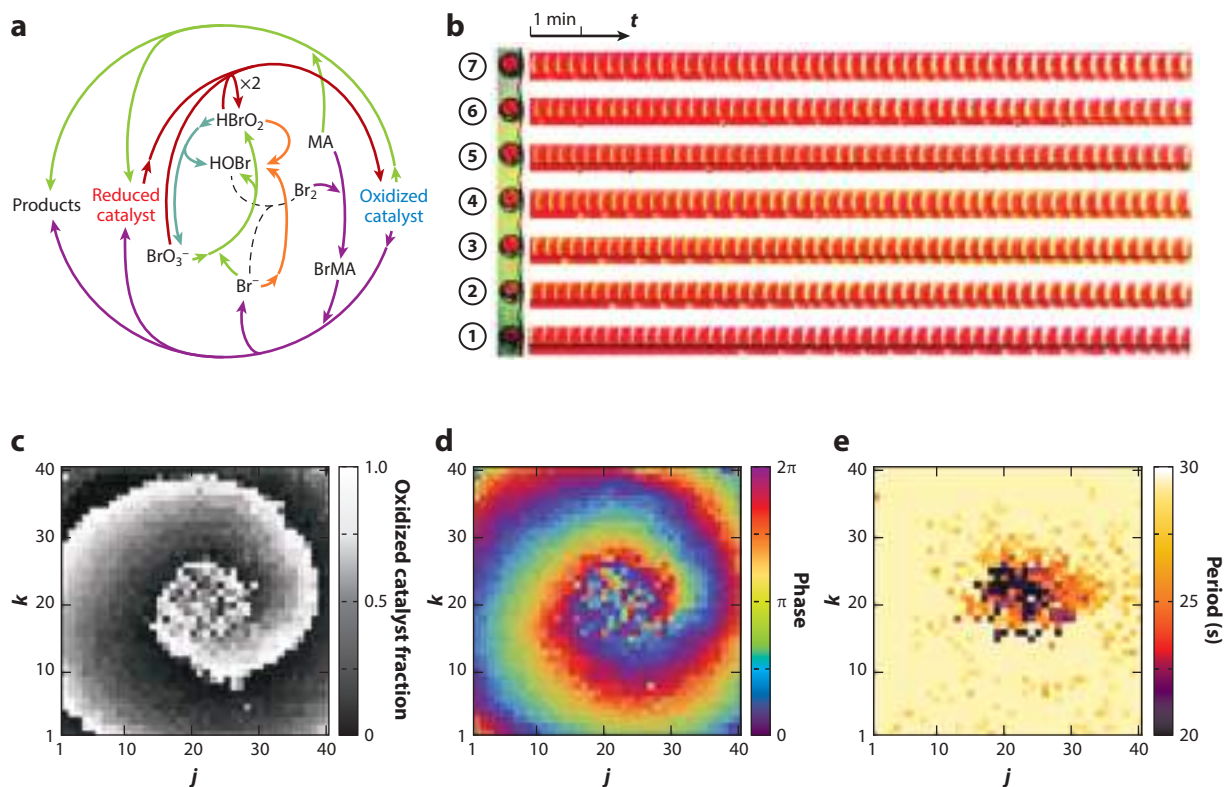 a
×2
HBrO₂
MA
HOBr
Br₂
Products
Reduced
catalyst
Oxidized
catalyst
BrO₃⁻
Br⁻
BrMA
b
1 min
t
7
6
5
4
3
2
1
c
40
30
20
10
1
k
1
10
20
30
40
j
1.0
0.5
0
Oxidized catalyst fraction
d
40
30
20
10
1
k
1
10
20
30
40
j
2π
π
0
Phase
e
40
30
20
10
1
k
1
10
20
30
40
j
30
25
20
Period (s)